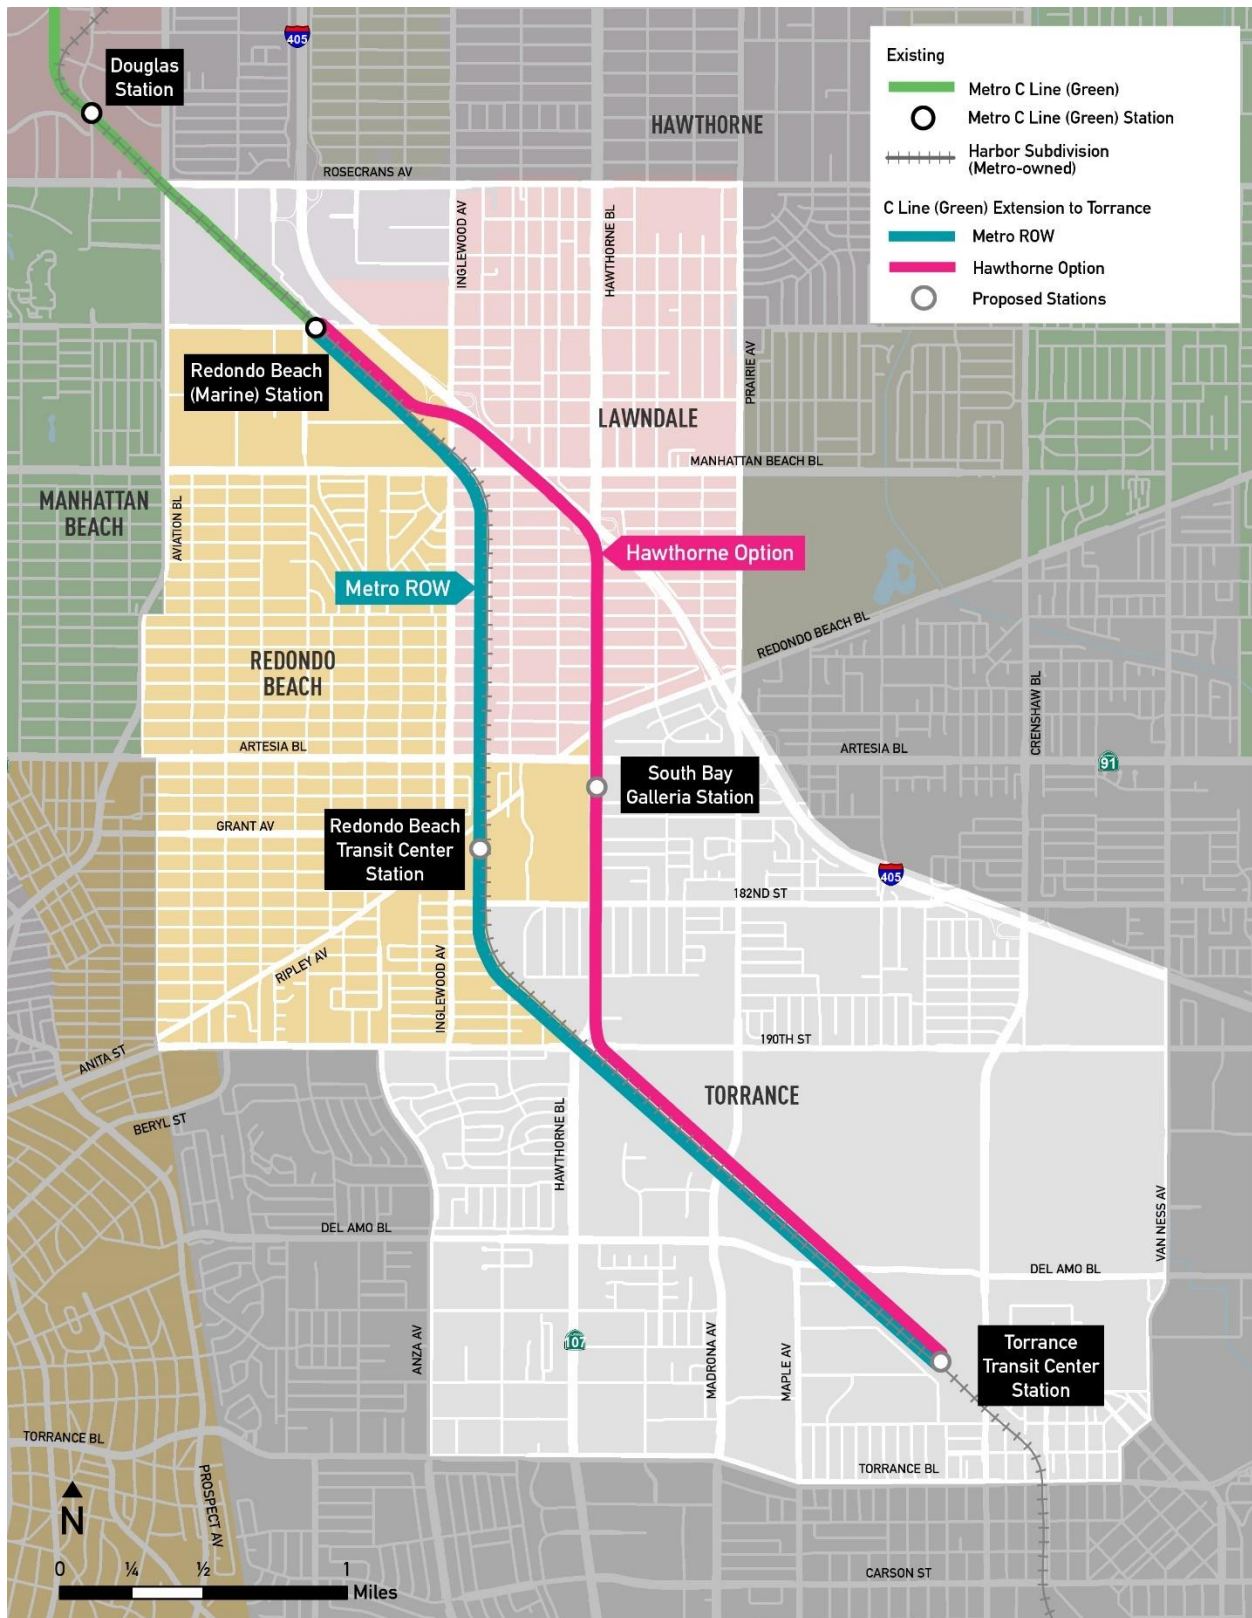 405
Douglas
Station
HAWTHORNE
Existing
Metro C Line (Green)
Metro C Line (Green) Station
Harbor Subdivision
(Metro-owned)
C Line (Green) Extension to Torrance
Metro ROW
Hawthorne Option
Proposed Stations
ROSECRANS AV
INGLEWOOD AV
HAWTHORNE BL
PRAIRIE AV
Redondo Beach
(Marine) Station
LAWNDALE
MANHATTAN BEACH BL
MANHATTAN
BEACH
AVIATION BL
Hawthorne Option
Metro ROW
REDONDO BEACH BL
REDONDO
BEACH
CRENSHAW BL
ARTESIA BL
ARTESIA BL
91
South Bay
Galleria Station
GRANT AV
Redondo Beach
Transit Center
Station
405
182ND ST
RIPLEY AV
INGLEWOOD AV
190TH ST
ANITA ST
TORRANCE
BERYL ST
HAWTHORNE BL
VAN NESS AV
DEL AMO BL
DEL AMO BL
107
ANZA AV
MADRONA AV
MAPLE AV
Torrance
Transit Center
Station
TORRANCE BL
TORRANCE BL
PROSPECT AV
N
0 ¼ ½ 1
Miles
CARSON ST